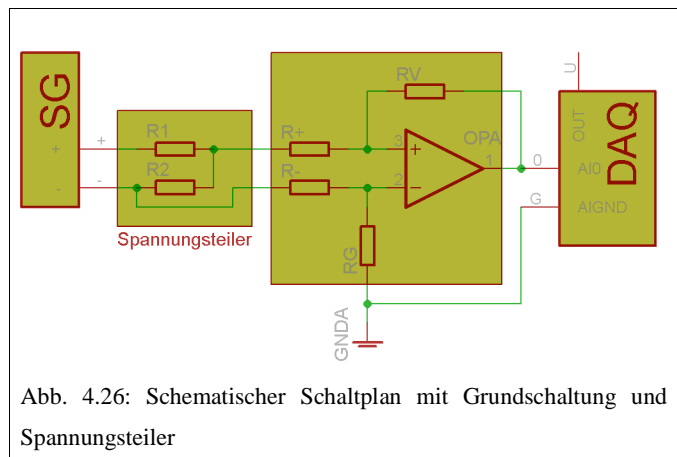 SG
+
-
+
-
R1
R2
Spannungsteiler
R+
R-
RV
RG
3
+
2
-
OPA
1
GNDA
0
G
U
OUT
DAQ
AI0
AIGND
Abb. 4.26: Schematischer Schaltplan mit Grundschaltung und
Spannungsteiler